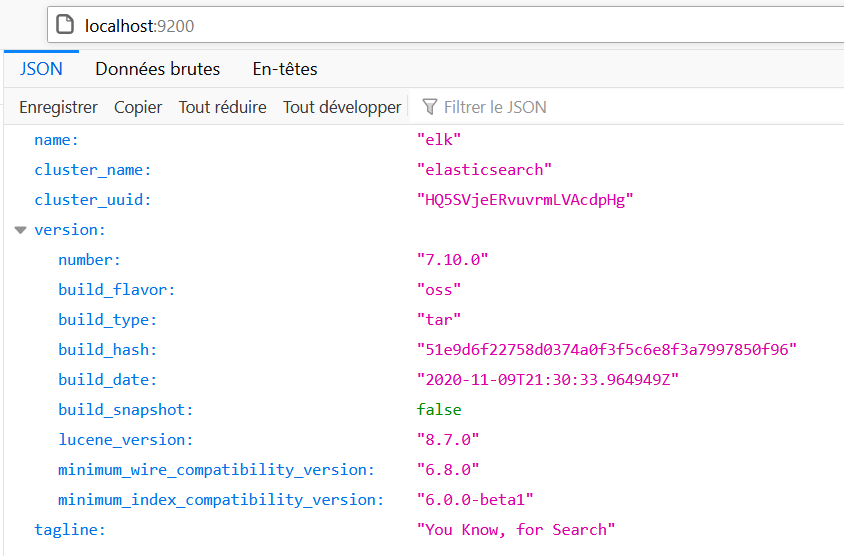 localhost:9200
JSON Données brutes En-têtes
Enregistrer Copier Tout réduire Tout développer Filtrer le JSON
name: "elk"
cluster_name: "elasticsearch"
cluster_uuid: "HQ5SVjeERvuvrmLVAcdpHg"
version:
number: "7.10.0"
build_flavor: "oss"
build_type: "tar"
build_hash: "51e9d6f22758d0374a0f3f5c6e8f3a7997850f96"
build_date: "2020-11-09T21:30:33.964949Z"
build_snapshot: false
lucene_version: "8.7.0"
minimum_wire_compatibility_version: "6.8.0"
minimum_index_compatibility_version: "6.0.0-beta1"
tagline: "You Know, for Search"